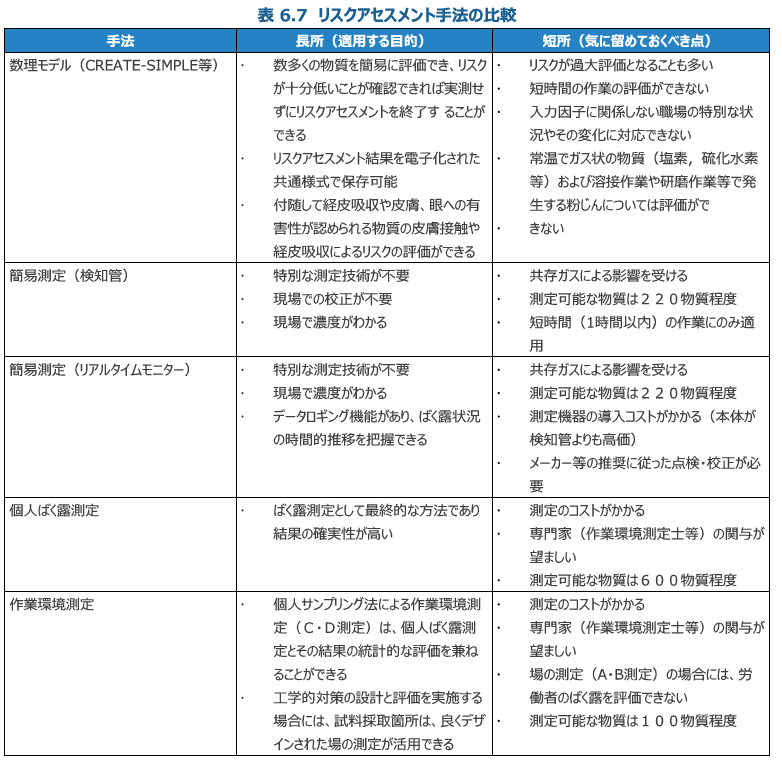 表 6.7 リスクアセスメント手法の比較
手法
長所（適用する目的）
短所（気に留めておくべき点）
数理モデル（CREATE-SIMPLE等）
・ 数多くの物質を簡易に評価でき、リスク
が十分低いことが確認できれば実測せ
ずにリスクアセスメントを終了す ることが
できる
・ リスクアセスメント結果を電子化された
共通様式で保存可能
・ 付随して経皮吸収や皮膚、眼への有
害性が認められる物質の皮膚接触や
経皮吸収によるリスクの評価ができる
・ リスクが過大評価となることも多い
・ 短時間の作業の評価ができない
・ 入力因子に関係しない職場の特別な状
況やその変化に対応できない
・ 常温でガス状の物質（塩素，硫化水素
等）および溶接作業や研磨作業等で発
生する粉じんについては評価がで
・ きない
簡易測定（検知管）
・ 特別な測定技術が不要
・ 現場での校正が不要
・ 現場で濃度がわかる
・ 共存ガスによる影響を受ける
・ 測定可能な物質は２２０物質程度
・ 短時間（1時間以内）の作業にのみ適
用
簡易測定（リアルタイムモニター）
・ 特別な測定技術が不要
・ 現場で濃度がわかる
・ データロギング機能があり、ばく露状況
の時間的推移を把握できる
・ 共存ガスによる影響を受ける
・ 測定可能な物質は２２０物質程度
・ 測定機器の導入コストがかかる（本体が
検知管よりも高価）
・ メーカー等の推奨に従った点検・校正が必
要
個人ばく露測定
・ ばく露測定として最終的な方法であり
結果の確実性が高い
・ 測定のコストがかかる
・ 専門家（作業環境測定士等）の関与が
望ましい
・ 測定可能な物質は６００物質程度
作業環境測定
・ 個人サンプリング法による作業環境測
定（Ｃ・Ｄ測定）は、個人ばく露測
定とその結果の統計的な評価を兼ね
ることができる
・ 工学的対策の設計と評価を実施する
場合には、試料採取箇所は、良くデザ
インされた場の測定が活用できる
・ 測定のコストがかかる
・ 専門家（作業環境測定士等）の関与が
望ましい
・ 場の測定（A・B測定）の場合には、労
働者のばく露を評価できない
・ 測定可能な物質は１００物質程度